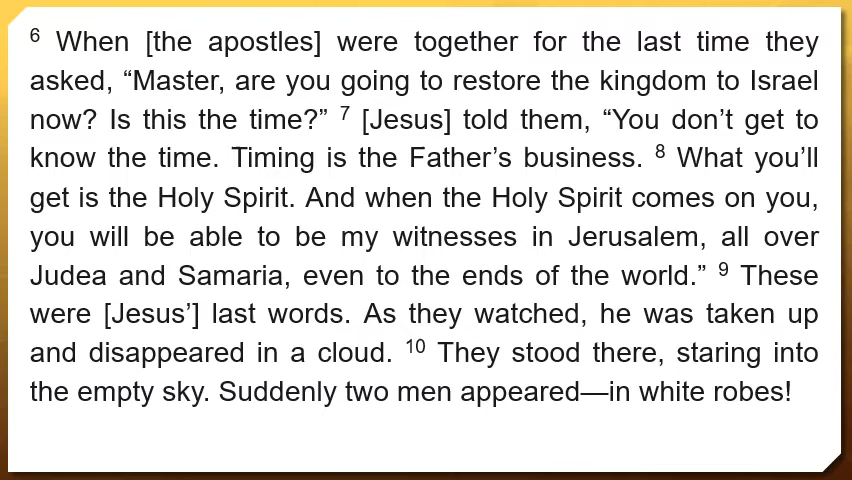 ⁶ When [the apostles] were together for the last time they
asked, “Master, are you going to restore the kingdom to Israel
now? Is this the time?” ⁷ [Jesus] told them, “You don’t get to
know the time. Timing is the Father’s business. ⁸ What you’ll
get is the Holy Spirit. And when the Holy Spirit comes on you,
you will be able to be my witnesses in Jerusalem, all over
Judea and Samaria, even to the ends of the world.” ⁹ These
were [Jesus’] last words. As they watched, he was taken up
and disappeared in a cloud. ¹⁰ They stood there, staring into
the empty sky. Suddenly two men appeared—in white robes!